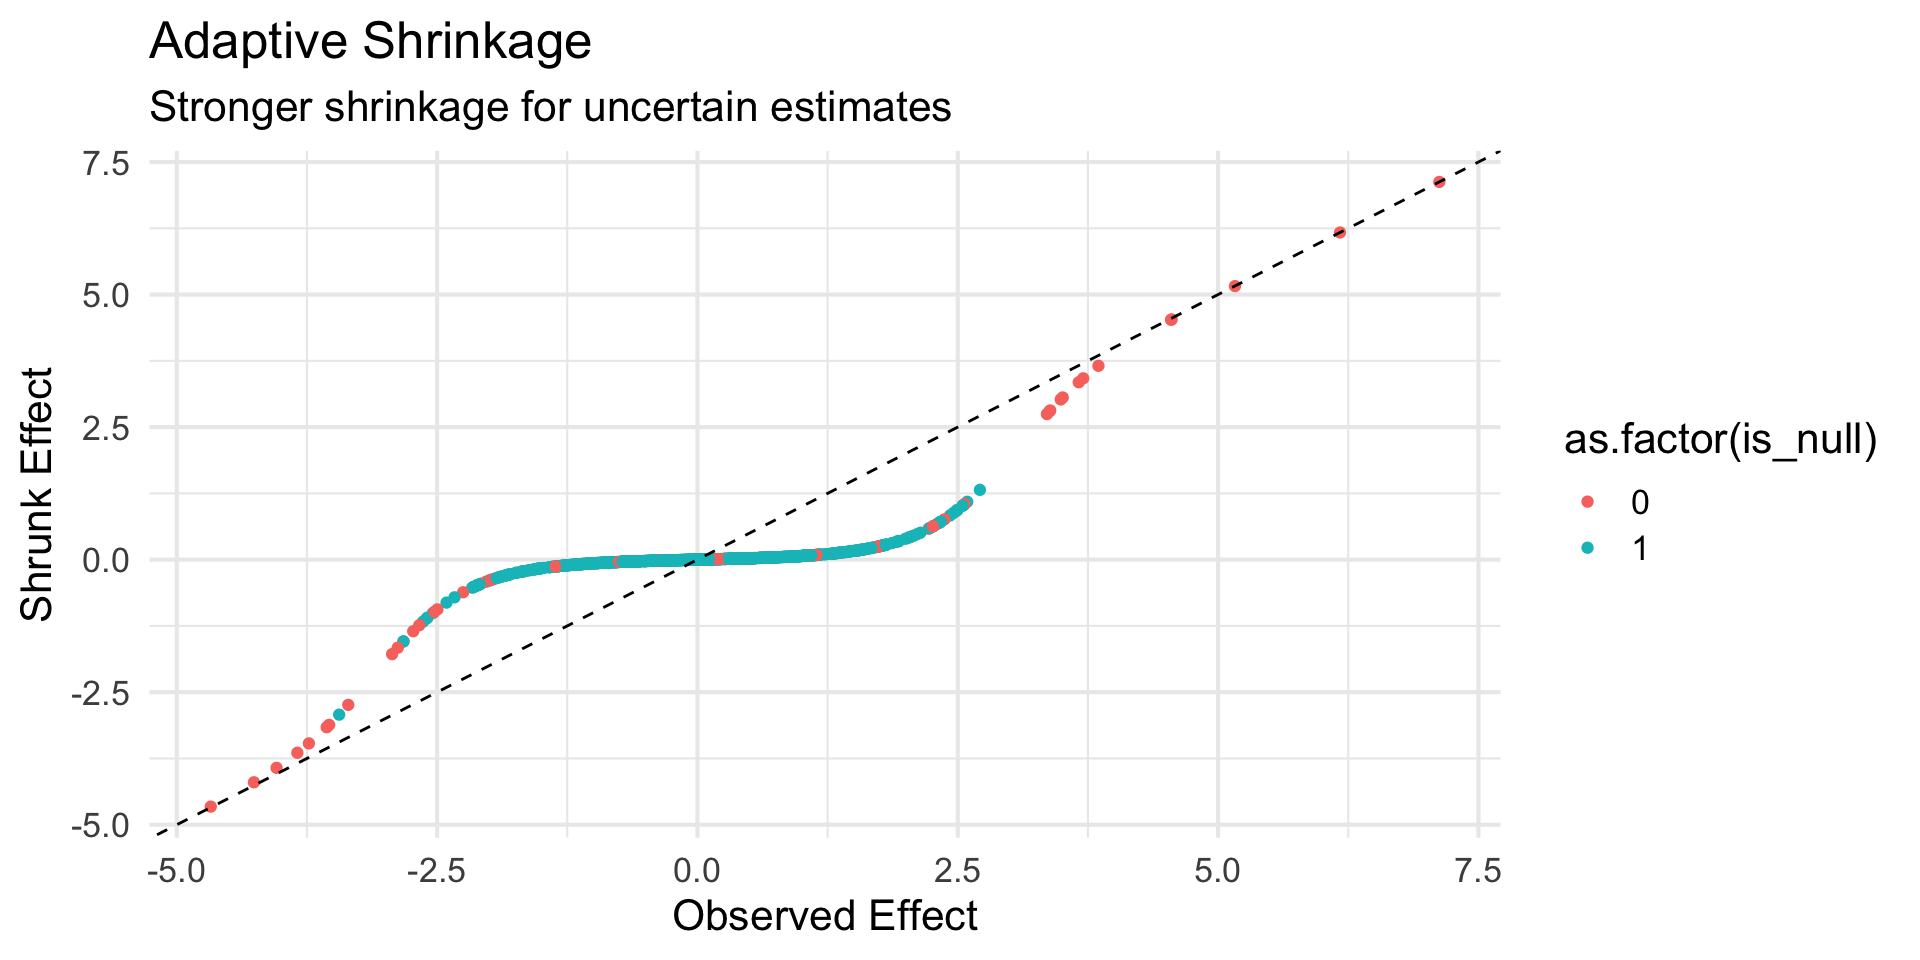 Adaptive Shrinkage
Stronger shrinkage for uncertain estimates
7.5
5.0
2.5
0.0
-2.5
-5.0
Shrunk Effect
-5.0 -2.5 0.0 2.5 5.0 7.5
Observed Effect
as.factor(is_null)
0
1